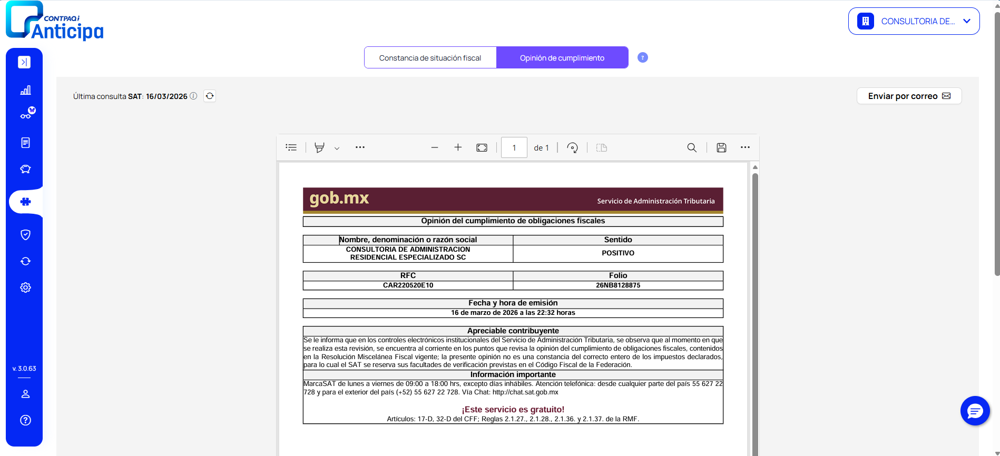 CONTPAQi
Anticipa
CONSULTORIA DE...
Constancia de situación fiscal
Opinión de cumplimiento
?
Última consulta SAT: 16/03/2026
Enviar por correo
1 de 1
gob.mx
Servicio de Administración Tributaria
Opinión del cumplimiento de obligaciones fiscales
Nombre, denominación o razón social
Sentido
CONSULTORIA DE ADMINISTRACION
RESIDENCIAL ESPECIALIZADO SC
POSITIVO
RFC
Folio
CAR220520E10
26NB8128875
Fecha y hora de emisión
16 de marzo de 2026 a las 22:32 horas
Apreciable contribuyente
Se le informa que en los controles electrónicos institucionales del Servicio de Administración Tributaria, se observa que al momento en que
se realiza esta revisión, se encuentra al corriente en los puntos que revisa la opinión del cumplimiento de obligaciones fiscales, contenidos
en la Resolución Miscelánea Fiscal vigente; la presente opinión no es una constancia del correcto entero de los impuestos declarados,
para lo cual el SAT se reserva sus facultades de verificación previstas en el Código Fiscal de la Federación.
Información importante
MarcaSAT de lunes a viernes de 09:00 a 18:00 hrs, excepto días inhábiles. Atención telefónica: desde cualquier parte del país 55 627 22
728 y para el exterior del país (+52) 55 627 22 728. Vía Chat: http://chat.sat.gob.mx
¡Este servicio es gratuito!
Artículos: 17-D, 32-D del CFF; Reglas 2.1.27., 2.1.28., 2.1.36. y 2.1.37. de la RMF.
v. 3.0.63